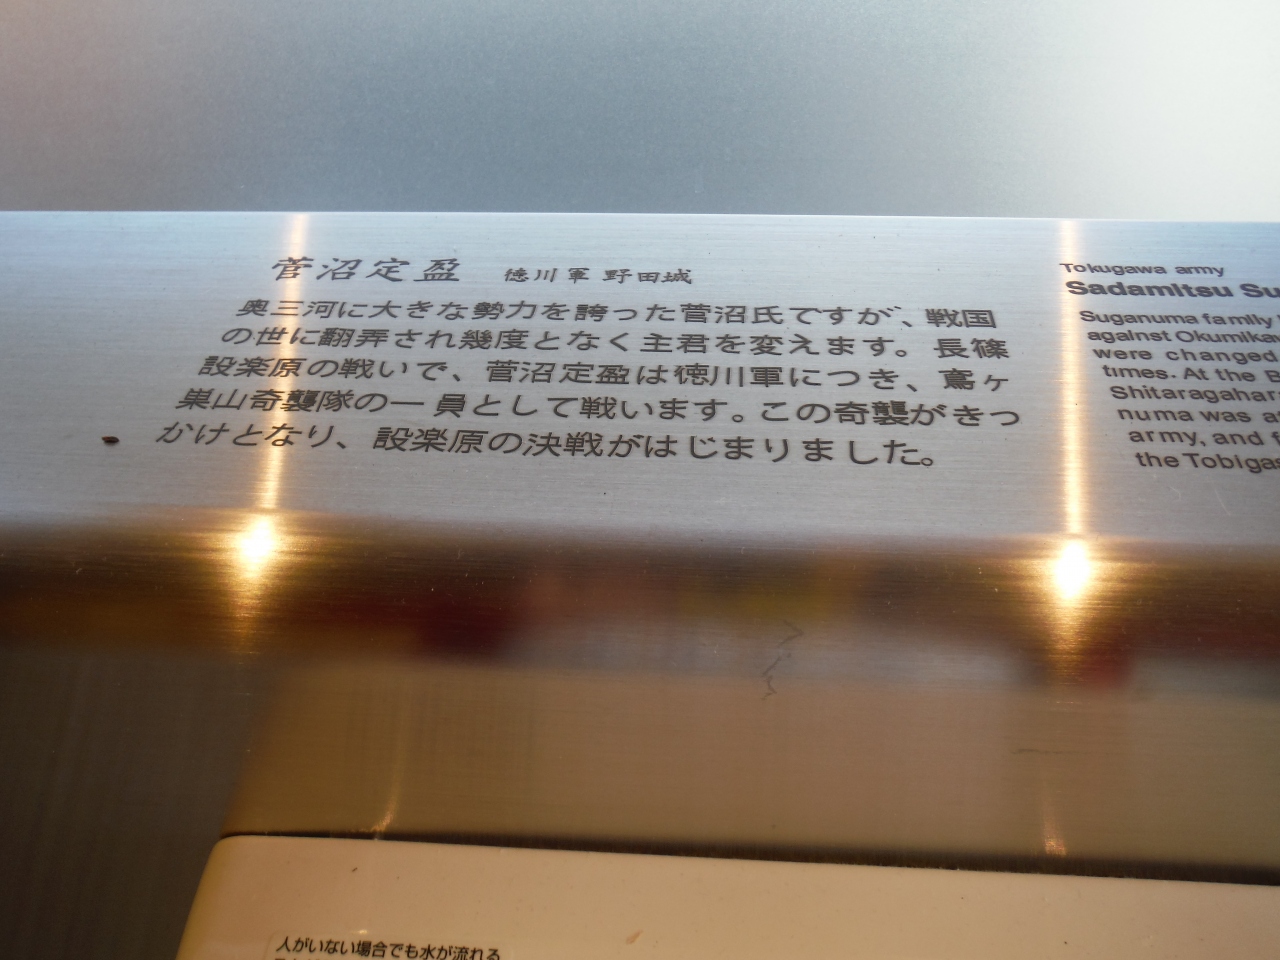 菅沼定盈 徳川軍 野田城
奥三河に大きな勢力を誇った菅沼氏ですが、戦国
の世に翻弄され幾度となく主君を変えます。長篠
設楽原の戦いで、菅沼定盈は徳川軍につき、鳶ヶ
巣山奇襲隊の一員として戦います。この奇襲がきっ
かけとなり、設楽原の決戦がはじまりました。
Tokugawa army
Sadamitsu
Suganuma family
against
were changed
times. At the
Shitaragahar
numa was
army, and
the Tobigas
人がいない場合でも水が流れる